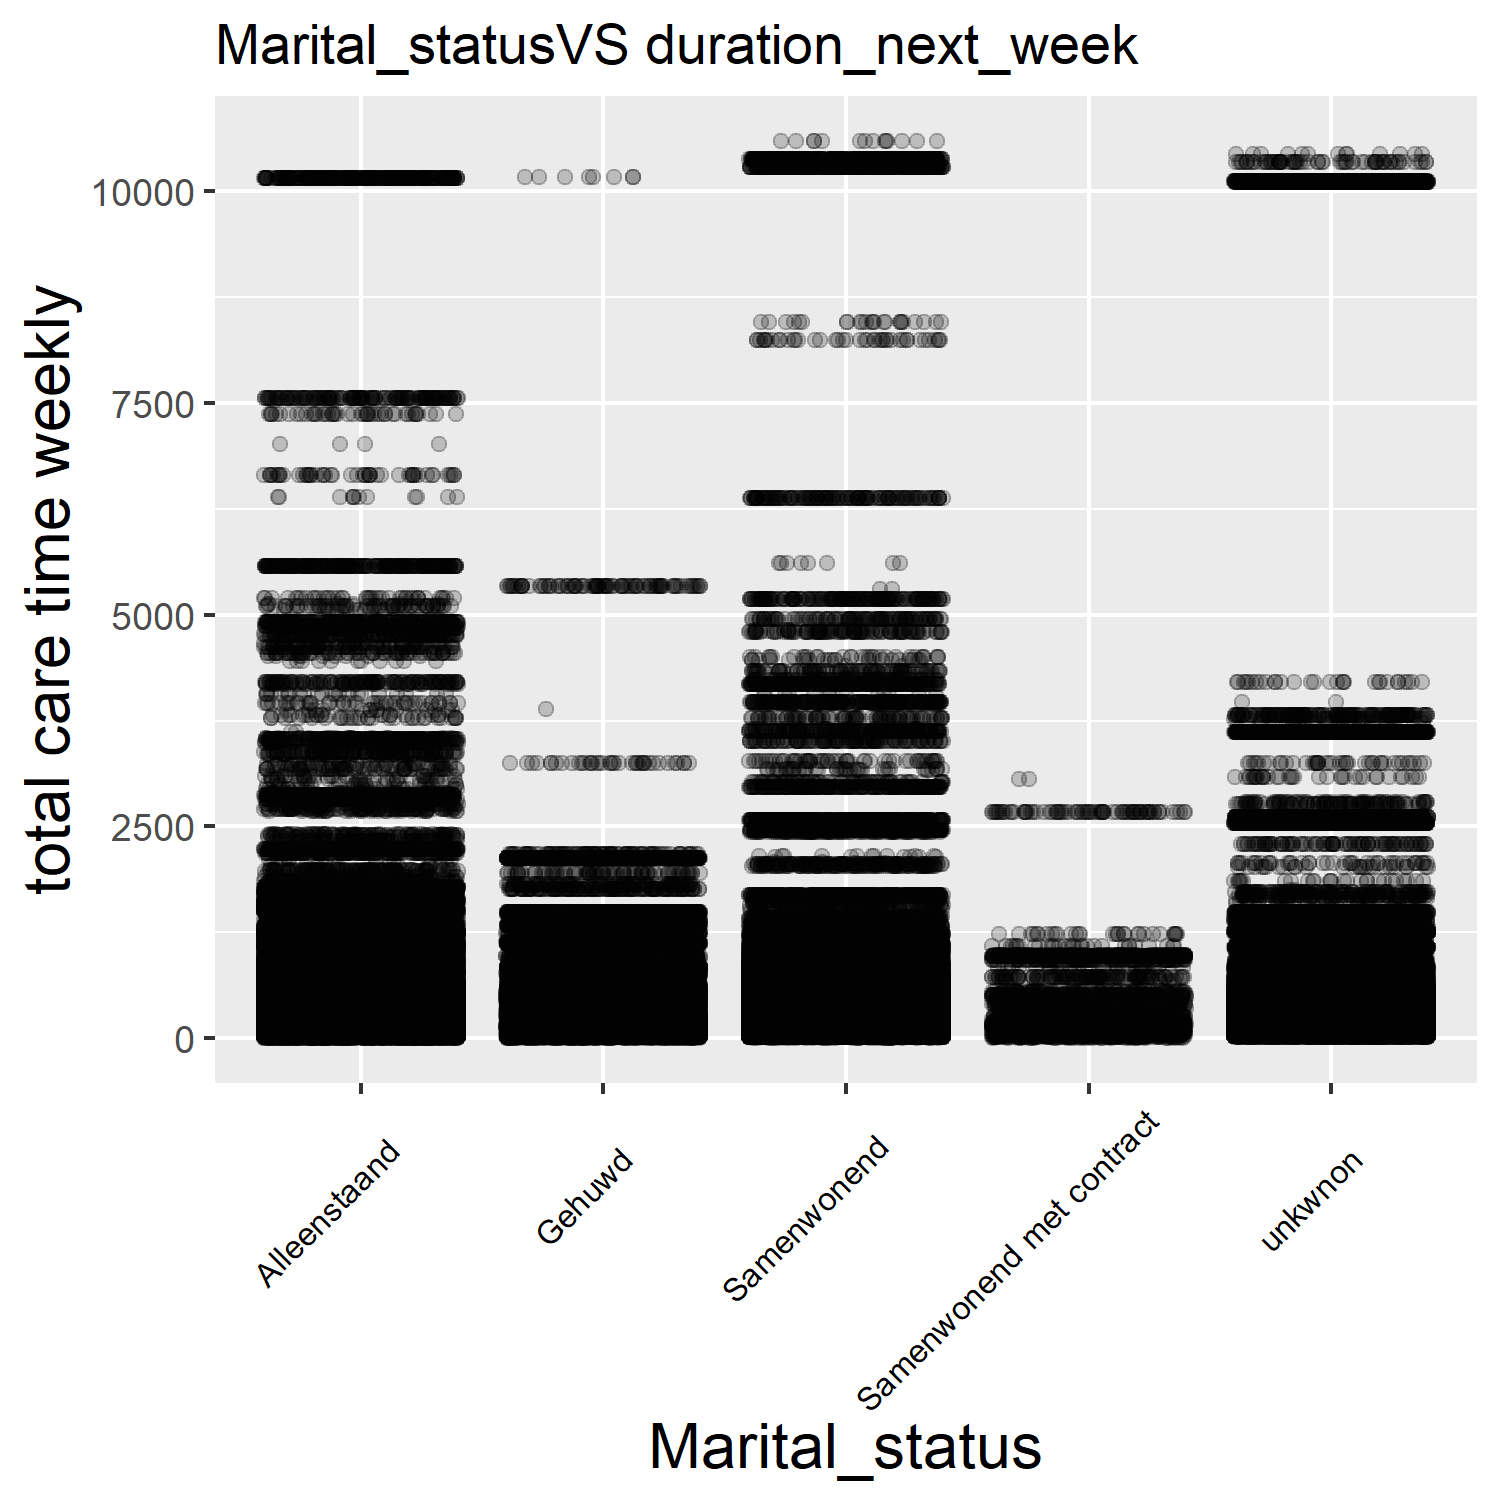 Marital_statusVS duration_next_week
total care time weekly
10000
7500
5000
2500
0
Alleenstaand
Gehuwd
Samenwonend
Samenwonend met contract
unkwnon
Marital_status